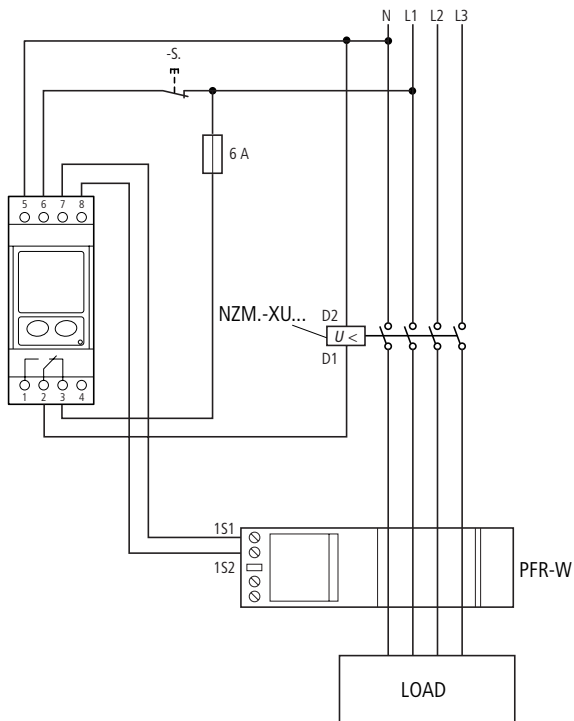 N L1 L2 L3
-S.
6 A
5 6 7 8
NZM.-XU...
D2
U <
D1
1 2 3 4
1S1
1S2
PFR-W
LOAD